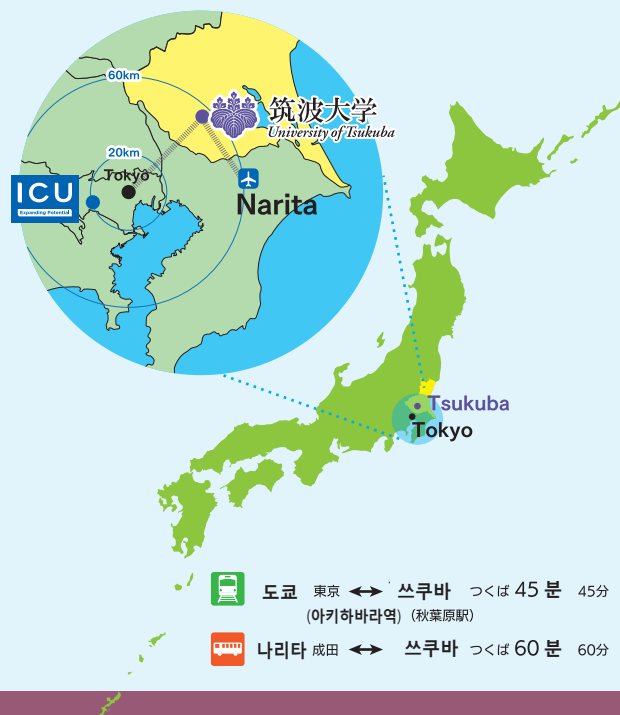 60km
筑波大学
University of Tsukuba
20km
Tokyo
ICU
Expanding Potential
Narita
Tsukuba
Tokyo
도쿄 東京 ↔ 쓰쿠바 つくば 45 분 45分
(아키하바라역)（秋葉原駅）
나리타 成田 ↔ 쓰쿠바 つくば 60 분 60分